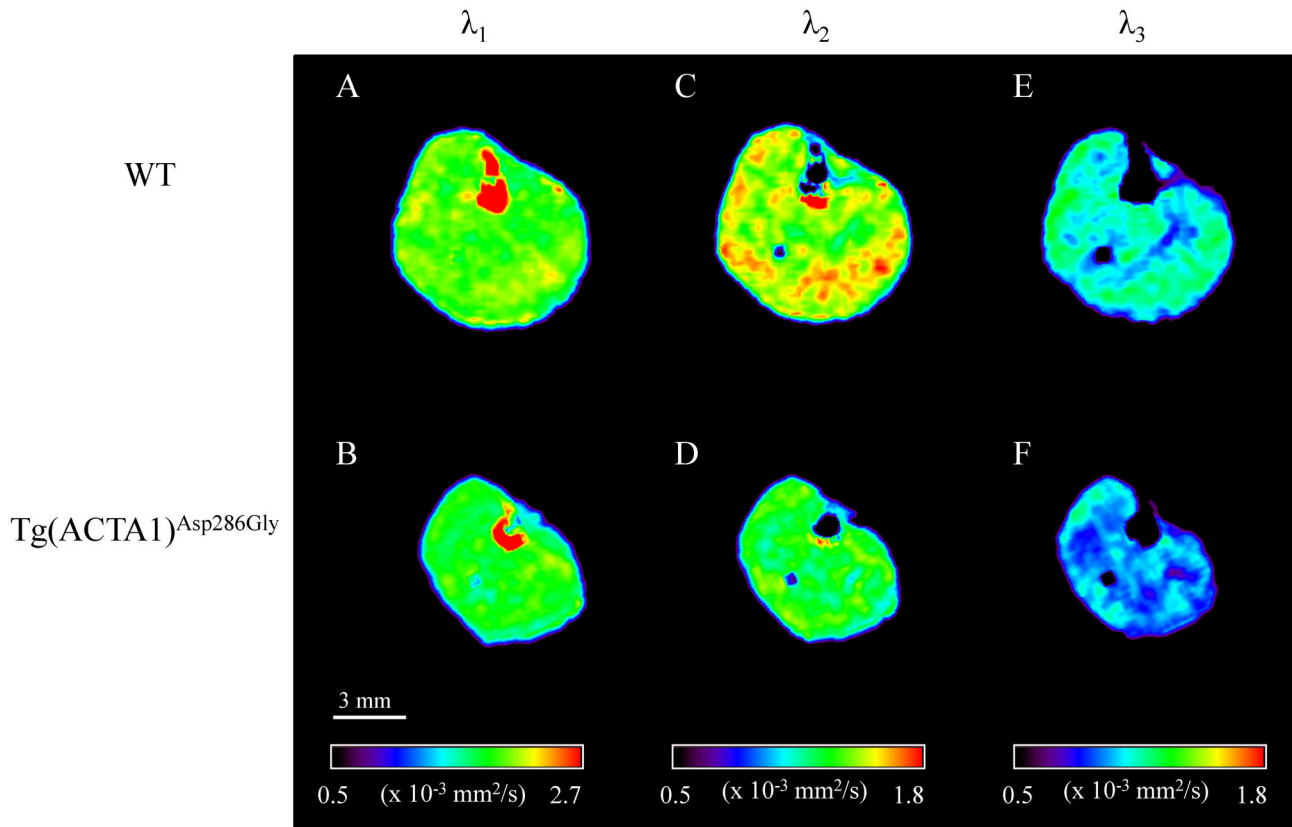 λ₁ λ₂ λ₃
A C E
WT
B D F
Tg(ACTA1)^Asp286Gly
3 mm
0.5 (x 10⁻³ mm²/s) 2.7 0.5 (x 10⁻³ mm²/s) 1.8 0.5 (x 10⁻³ mm²/s) 1.8